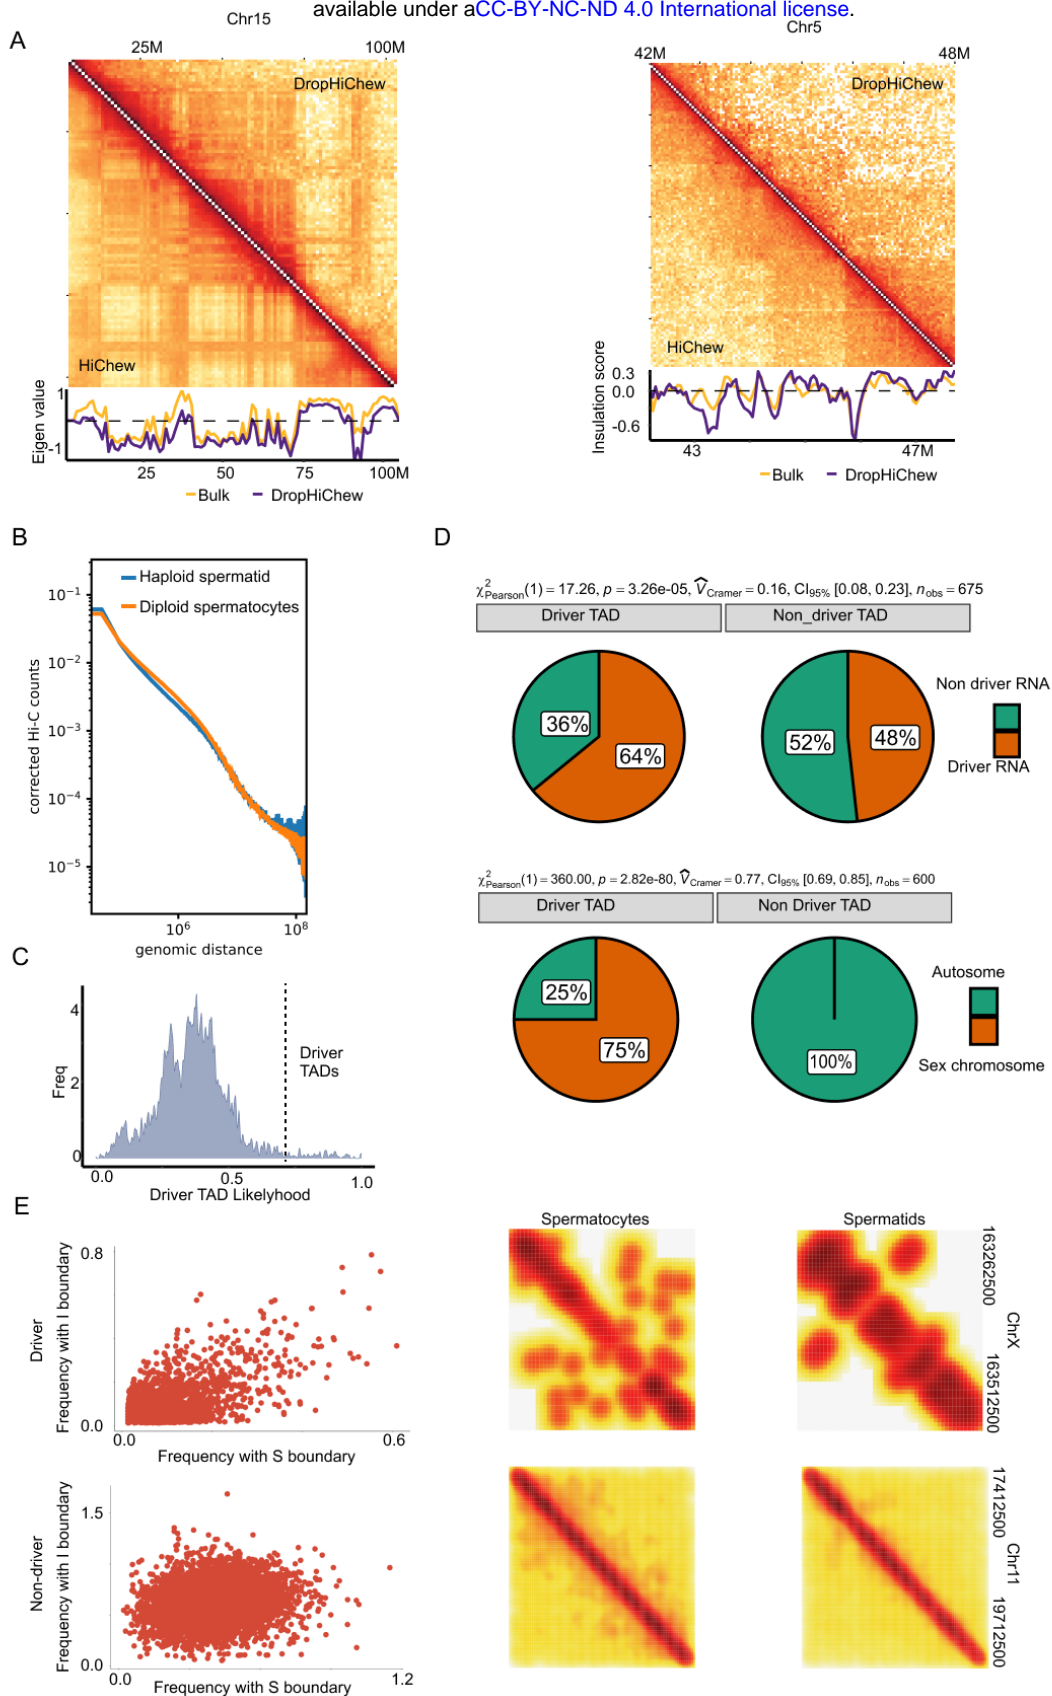 available under aCC-BY-NC-ND 4.0 International license.
A
Chr15
25M 100M
DropHiChew
HiChew
Eigen value
1
-1
25 50 75 100M
Bulk DropHiChew
Chr5
42M 48M
DropHiChew
HiChew
Insulation score
0.3
0.0
-0.6
43 47M
Bulk DropHiChew
B
Haploid spermatid
Diploid spermatocytes
corrected Hi-C counts
10⁻¹
10⁻²
10⁻³
10⁻⁴
10⁻⁵
10⁶ 10⁸
genomic distance
C
Freq
4
2
0
Driver
TADs
0.0 0.5 1.0
Driver TAD Likelyhood
D
χ²Pearson(1) = 17.26, p = 3.26e-05, V̂Cramer = 0.16, CI95% [0.08, 0.23], nobs = 675
Driver TAD Non_driver TAD
36%
64%
52%
48%
Non driver RNA
Driver RNA
χ²Pearson(1) = 360.00, p = 2.82e-80, V̂Cramer = 0.77, CI95% [0.69, 0.85], nobs = 600
Driver TAD Non Driver TAD
25%
75%
100%
Autosome
Sex chromosome
E
Driver
Frequency with I boundary
0.8
0.4
0.0
0.0 0.6
Frequency with S boundary
Non-driver
Frequency with I boundary
1.5
0.0
0.0 1.2
Frequency with S boundary
Spermatocytes Spermatids
163262500
ChrX
163512500
17412500
Chr11
19712500